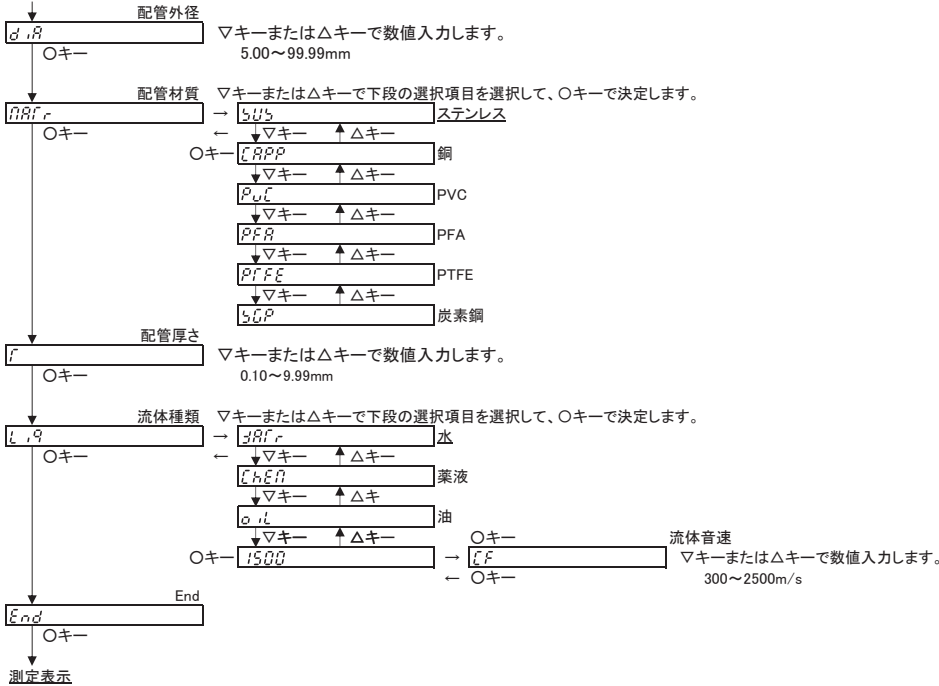 配管外径
diA ▽キーまたは△キーで数値入力します。
○キー 5.00～99.99mm
配管材質 ▽キーまたは△キーで下段の選択項目を選択して、○キーで決定します。
MATr → SUS ステンレス
○キー ← ▽キー △キー
○キー CAPP 銅
▽キー △キー
PvC PVC
▽キー △キー
PFA PFA
▽キー △キー
PTFE PTFE
▽キー △キー
SGP 炭素鋼
配管厚さ
T ▽キーまたは△キーで数値入力します。
○キー 0.10～9.99mm
流体種類 ▽キーまたは△キーで下段の選択項目を選択して、○キーで決定します。
Liq → WATr 水
○キー ← ▽キー △キー
ChEM 薬液
▽キー △キ
oiL 油
▽キー △キー ○キー 流体音速
○キー 1500 → CF ▽キーまたは△キーで数値入力します。
← ○キー 300～2500m/s
End
End
○キー
測定表示